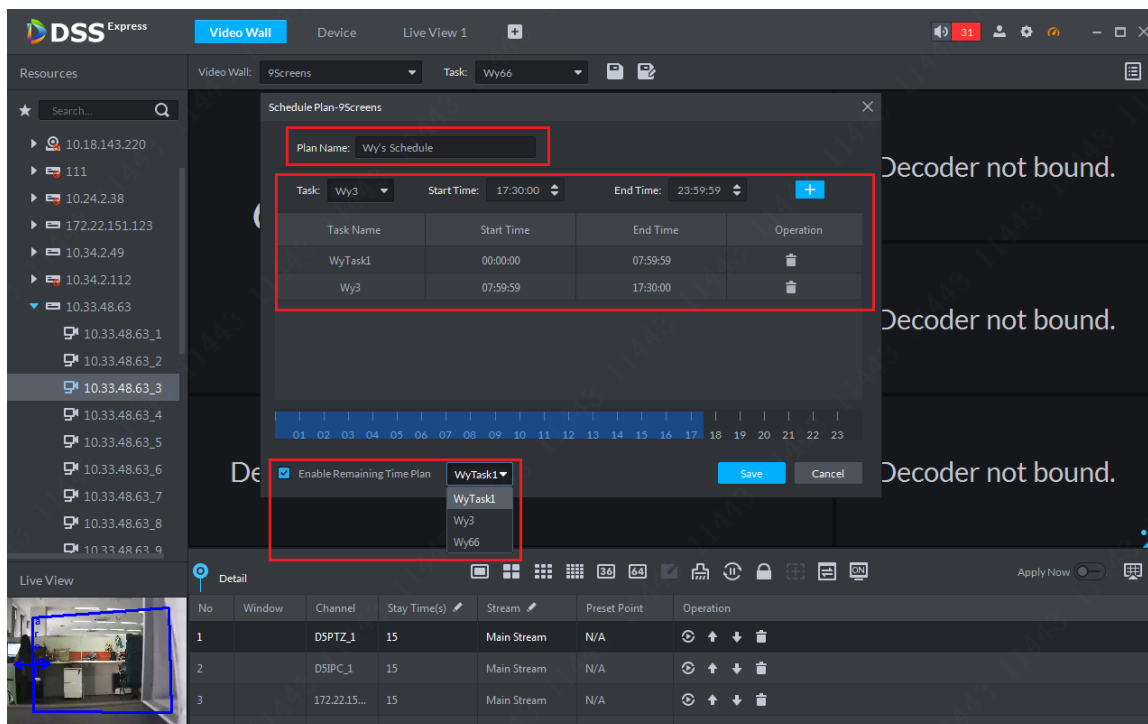 DSS Express
Video Wall Device Live View 1
31
Resources
Video Wall: 9Screens Task: Wy66
Search...
Schedule Plan-9Screens
Plan Name: Wy's Schedule
Task: Wy3 Start Time: 17:30:00 End Time: 23:59:59 +
Task Name Start Time End Time Operation
WyTask1 00:00:00 07:59:59
Wy3 07:59:59 17:30:00
01 02 03 04 05 06 07 08 09 10 11 12 13 14 15 16 17 18 19 20 21 22 23
Enable Remaining Time Plan WyTask1 Save Cancel
WyTask1
Wy3
Wy66
10.18.143.220
111
10.24.2.38
172.22.151.123
10.34.2.49
10.34.2.112
10.33.48.63
10.33.48.63_1
10.33.48.63_2
10.33.48.63_3
10.33.48.63_4
10.33.48.63_5
10.33.48.63_6
10.33.48.63_7
10.33.48.63_8
10.33.48.63_9
Decoder not bound.
Decoder not bound.
De
Decoder not bound.
Live View
Detail 36 64 ON Apply Now
No Window Channel Stay Time(s) Stream Preset Point Operation
1 D5PTZ_1 15 Main Stream N/A
2 D5IPC_1 15 Main Stream N/A
3 172.22.15... 15 Main Stream N/A